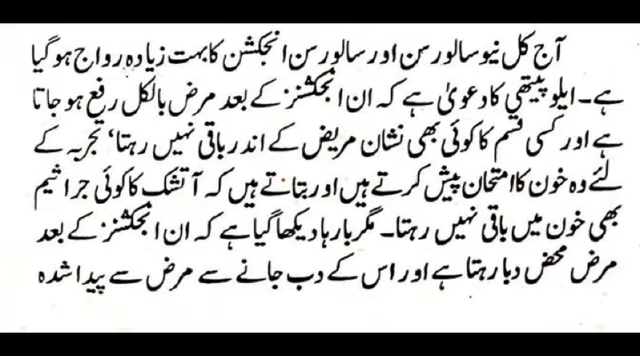 آج کل نیوسالورسن اور سالورسن انجکشن کا بہت زیادہ رواج ہوگیا
ہے۔ ایلوپیتھی کا دعویٰ ہے کہ ان انجکشنز کے بعد مرض بالکل رفع ہو جاتا
ہے اور کسی قسم کا کوئی بھی نشان مریض کے اندر باقی نہیں رہتا، تجربہ کے
لئے وہ خون کا امتحان پیش کرتے ہیں اور بتاتے ہیں کہ آتشک کا کوئی جراثیم
بھی خون میں باقی نہیں رہتا۔ مگر بارہا دیکھا گیا ہے کہ ان انجکشنز کے بعد
مرض محض دبا رہتا ہے اور اس کے دب جانے سے مرض سے پیدا شدہ